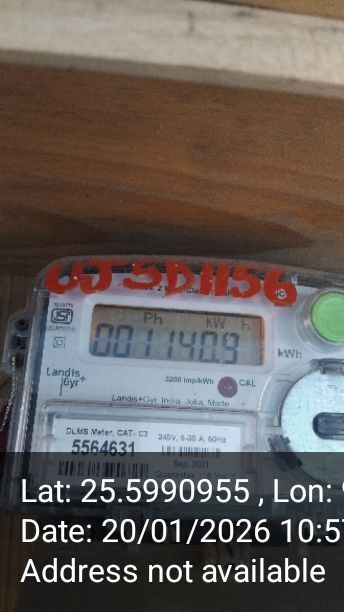 WJSD1156
Ph kW h
001140.9
kWh
Landis+
Gyr
3200 imp/kWh
CAL
Landis+Gyr, India, Joka, Made
DLMS Meter, CAT- C3
240V, 5-30 A, 50Hz
5564631
Sep, 2021
Lat: 25.5990955 , Lon:
Date: 20/01/2026 10:5
Address not available